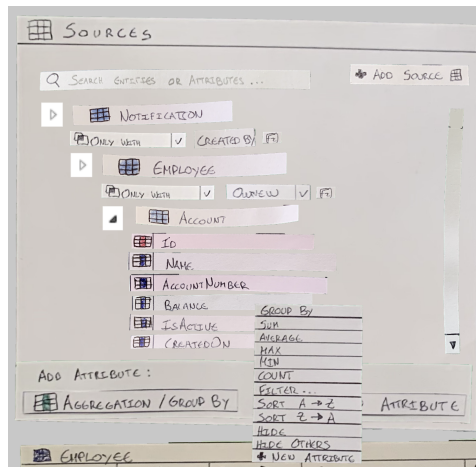 SOURCES
SEARCH ENTITIES OR ATTRIBUTES ...
+ ADD SOURCE
NOTIFICATION
ONLY WITH CREATED BY
EMPLOYEE
ONLY WITH
ACCOUNT
ID
NAME
ACCOUNTNUMBER
BALANCE
ISACTIVE
CREATEDON
GROUP BY
SUM
AVERAGE
MAX
MIN
COUNT
FILTER...
SORT A → Z
SORT Z → A
HIDE
HIDE OTHERS
+ NEW ATTRIBUTE
ADD ATTRIBUTE:
AGGREGATION / GROUP BY
ATTRIBUTE
EMPLOYEE